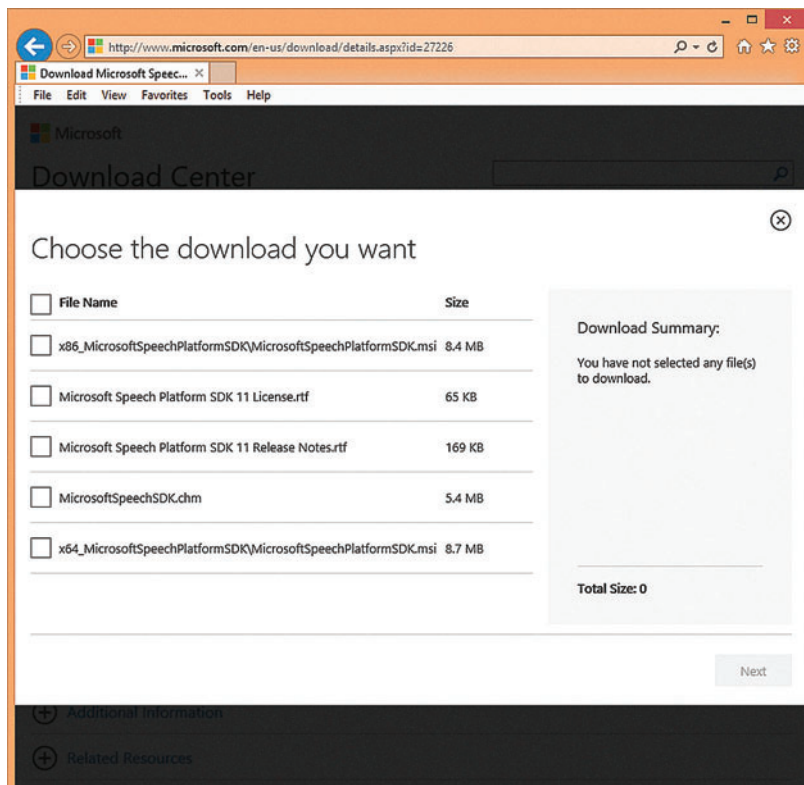 http://www.microsoft.com/en-us/download/details.aspx?id=27226
Download Microsoft Speec...
File Edit View Favorites Tools Help
Microsoft
Download Center
Choose the download you want
File Name Size
x86_MicrosoftSpeechPlatformSDK\MicrosoftSpeechPlatformSDK.msi 8.4 MB
Microsoft Speech Platform SDK 11 License.rtf 65 KB
Microsoft Speech Platform SDK 11 Release Notes.rtf 169 KB
MicrosoftSpeechSDK.chm 5.4 MB
x64_MicrosoftSpeechPlatformSDK\MicrosoftSpeechPlatformSDK.msi 8.7 MB
Download Summary:
You have not selected any file(s)
to download.
Total Size: 0
Next
Additional Information
Related Resources